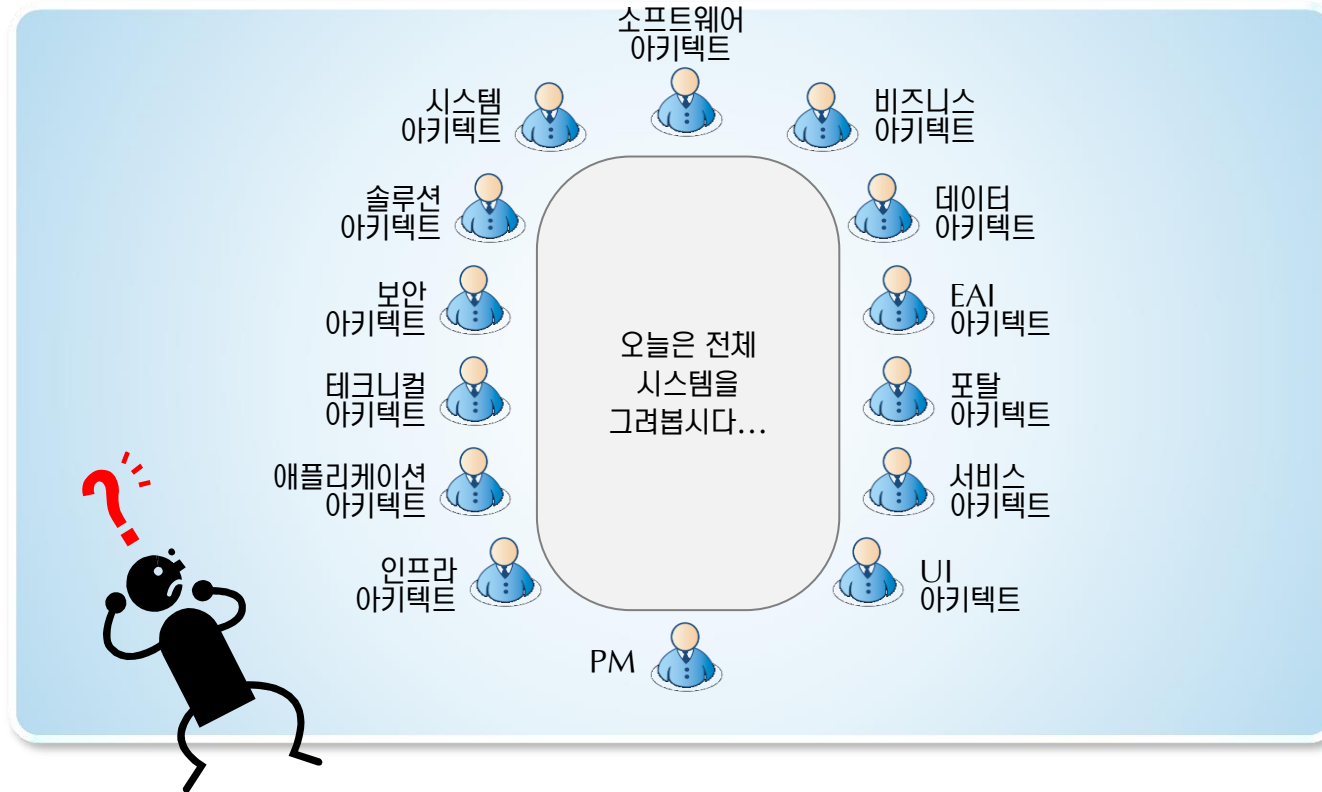 소프트웨어
아키텍트
시스템
아키텍트
비즈니스
아키텍트
솔루션
아키텍트
데이터
아키텍트
보안
아키텍트
EAI
아키텍트
오늘은 전체
시스템을
그려봅시다...
테크니컬
아키텍트
포탈
아키텍트
애플리케이션
아키텍트
서비스
아키텍트
인프라
아키텍트
UI
아키텍트
PM
?